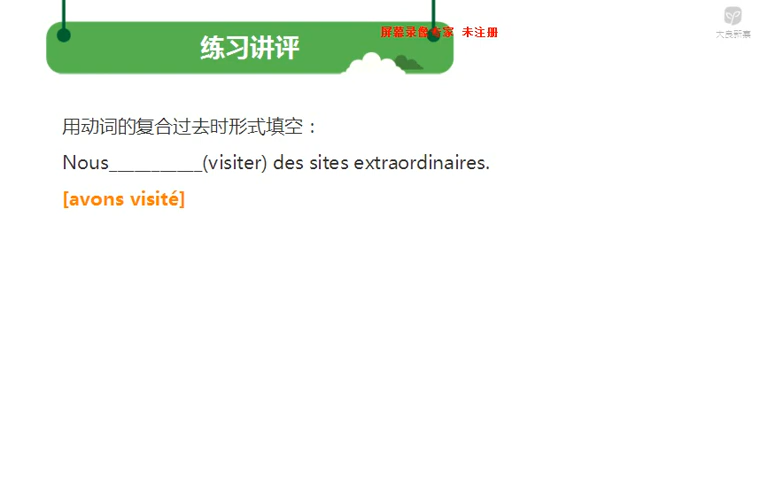 练习讲评
屏幕录像专家 未注册
用动词的复合过去时形式填空：
Nous___________(visiter) des sites extraordinaires.
[avons visité]